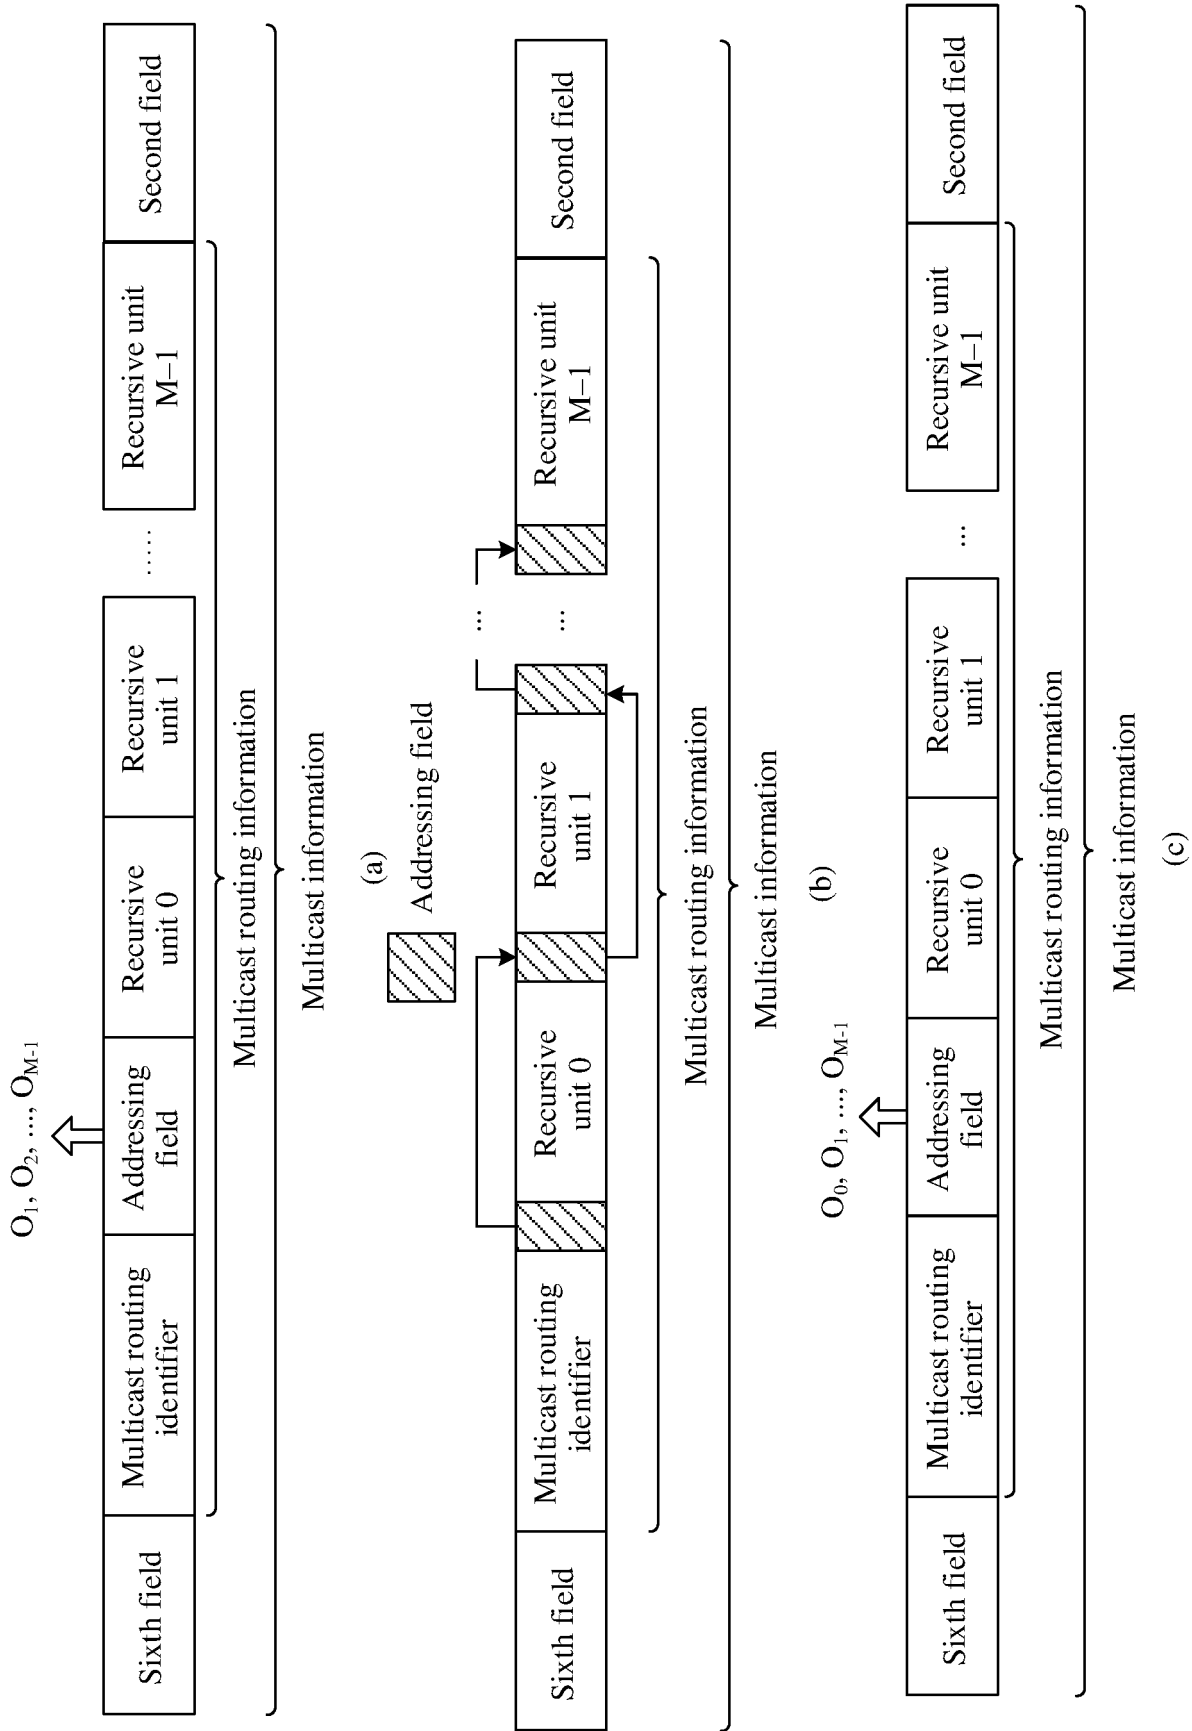 O1, O2, ..., OM-1
Sixth field
Multicast routing
identifier
Addressing
field
Recursive
unit 0
Recursive
unit 1
......
Recursive unit
M–1
Second field
Multicast routing information
Multicast information
(a)
Addressing field
Sixth field
Multicast routing
identifier
Recursive
unit 0
Recursive
unit 1
...
...
Recursive unit
M–1
Second field
Multicast routing information
Multicast information
(b)
O0, O1, ..., OM-1
Sixth field
Multicast routing
identifier
Addressing
field
Recursive
unit 0
Recursive
unit 1
...
Recursive unit
M–1
Second field
Multicast routing information
Multicast information
(c)